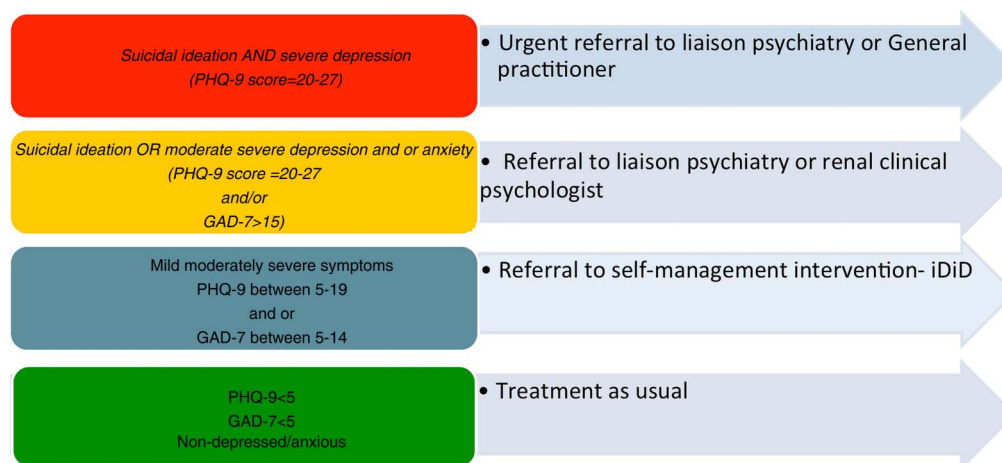 Suicidal ideation AND severe depression
(PHQ-9 score=20-27)
• Urgent referral to liaison psychiatry or General
practitioner
Suicidal ideation OR moderate severe depression and or anxiety
(PHQ-9 score =20-27
and/or
GAD-7>15)
• Referral to liaison psychiatry or renal clinical
psychologist
Mild moderately severe symptoms
PHQ-9 between 5-19
and or
GAD-7 between 5-14
• Referral to self-management intervention- iDiD
PHQ-9<5
GAD-7<5
Non-depressed/anxious
• Treatment as usual